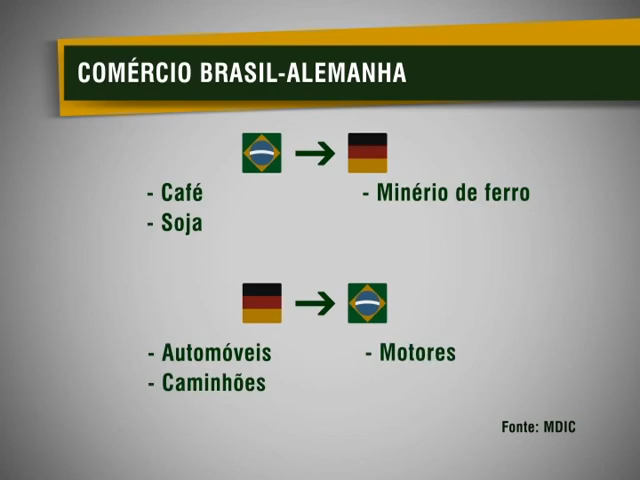 COMÉRCIO BRASIL-ALEMANHA
- Café
- Minério de ferro
- Soja
- Automóveis
- Motores
- Caminhões
Fonte: MDIC